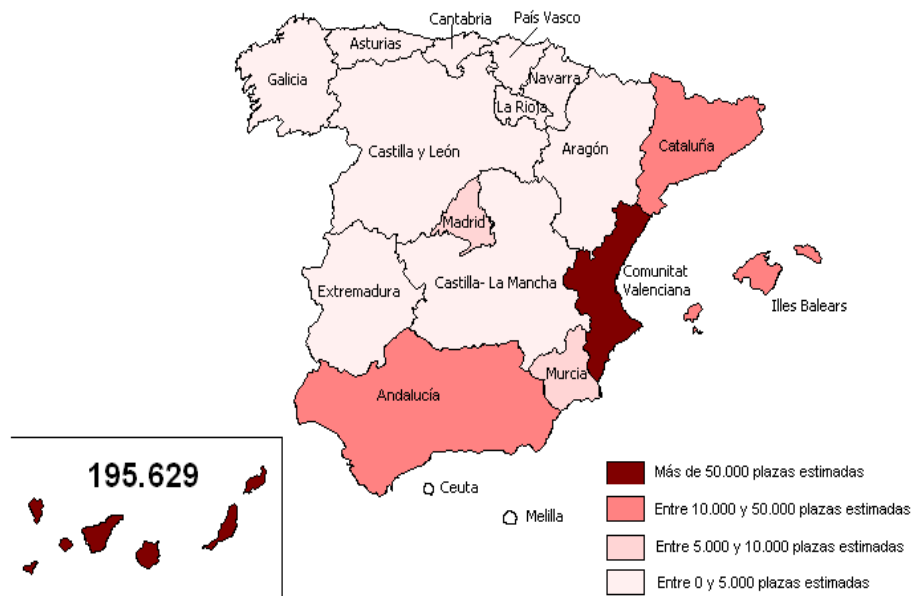 Cantabria
País Vasco
Asturias
Galicia
Navarra
La Rioja
Castilla y León
Aragón
Cataluña
Madrid
Comunitat
Valenciana
Castilla- La Mancha
Extremadura
Illes Balears
Murcia
Andalucía
195.629
Ceuta
Melilla
Más de 50.000 plazas estimadas
Entre 10.000 y 50.000 plazas estimadas
Entre 5.000 y 10.000 plazas estimadas
Entre 0 y 5.000 plazas estimadas